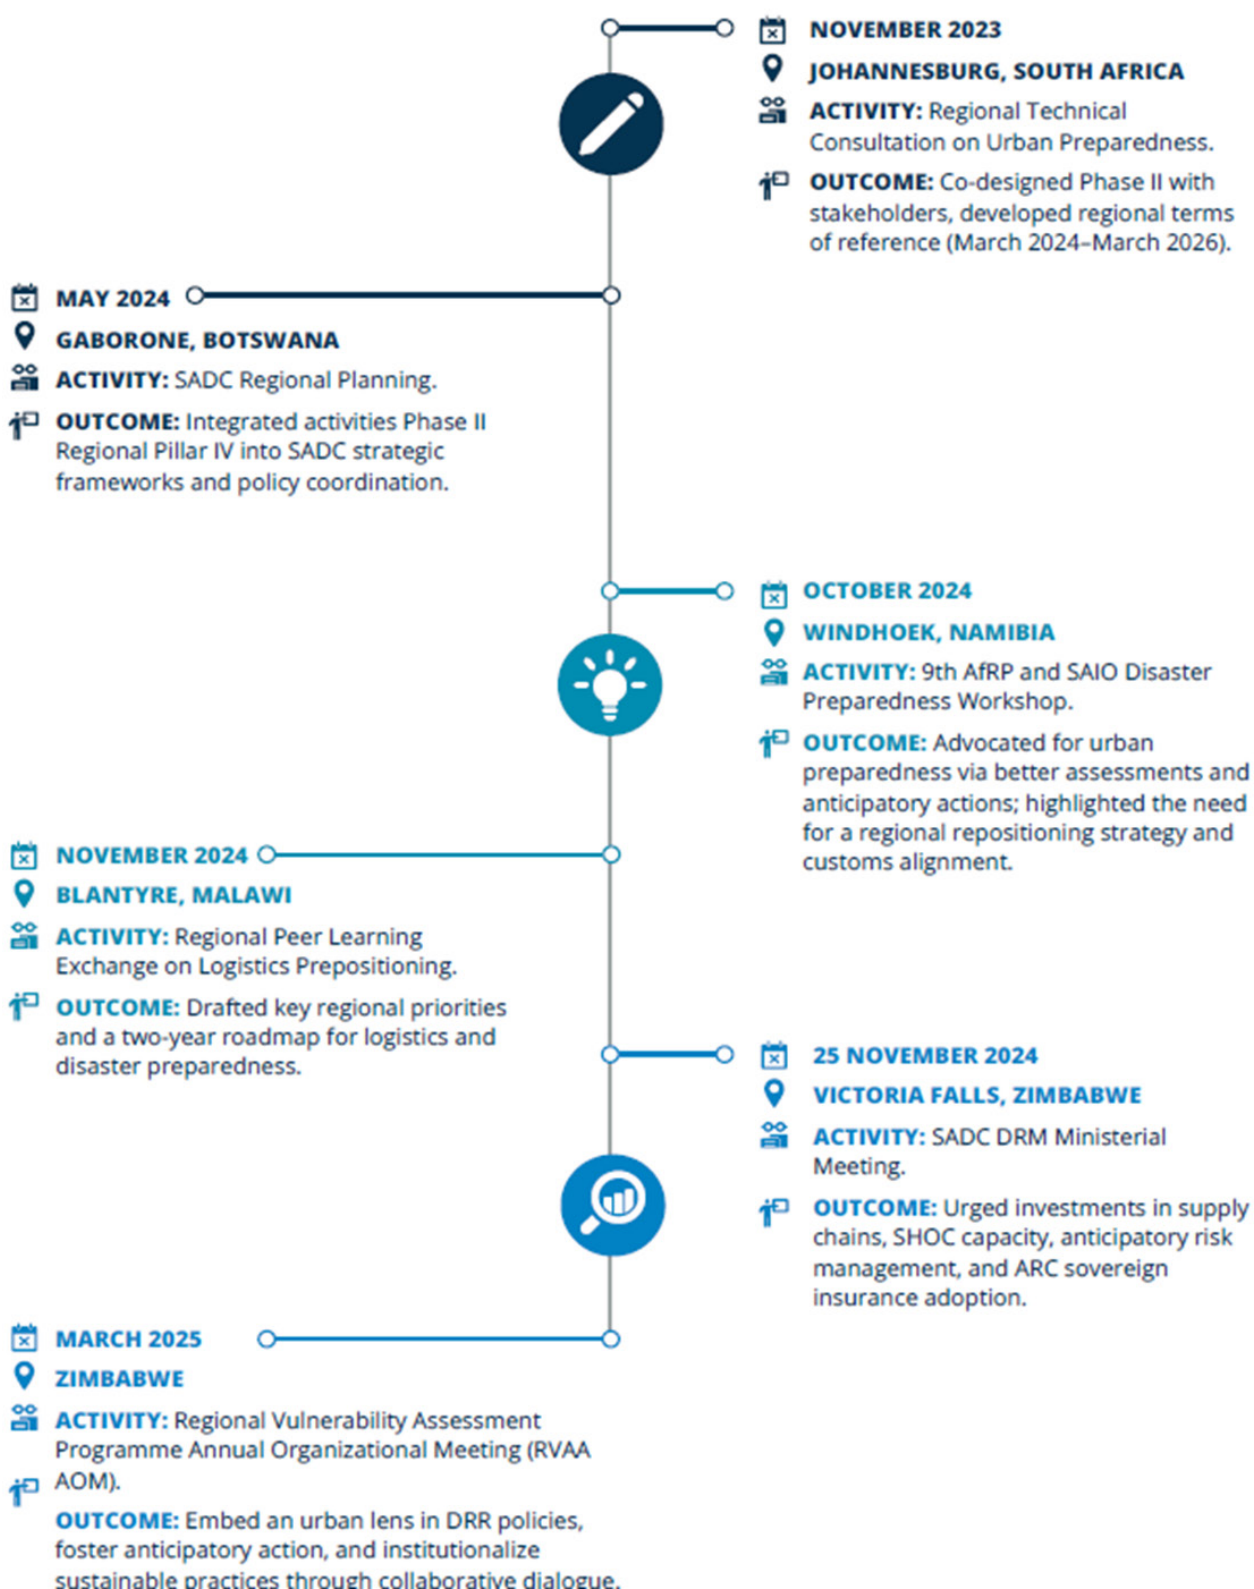 NOVEMBER 2023
JOHANNESBURG, SOUTH AFRICA
ACTIVITY: Regional Technical
Consultation on Urban Preparedness.
OUTCOME: Co-designed Phase II with
stakeholders, developed regional terms
of reference (March 2024–March 2026).
MAY 2024
GABORONE, BOTSWANA
ACTIVITY: SADC Regional Planning.
OUTCOME: Integrated activities Phase II
Regional Pillar IV into SADC strategic
frameworks and policy coordination.
OCTOBER 2024
WINDHOEK, NAMIBIA
ACTIVITY: 9th AfRP and SAIO Disaster
Preparedness Workshop.
OUTCOME: Advocated for urban
preparedness via better assessments and
anticipatory actions; highlighted the need
for a regional repositioning strategy and
customs alignment.
NOVEMBER 2024
BLANTYRE, MALAWI
ACTIVITY: Regional Peer Learning
Exchange on Logistics Prepositioning.
OUTCOME: Drafted key regional priorities
and a two-year roadmap for logistics and
disaster preparedness.
25 NOVEMBER 2024
VICTORIA FALLS, ZIMBABWE
ACTIVITY: SADC DRM Ministerial
Meeting.
OUTCOME: Urged investments in supply
chains, SHOC capacity, anticipatory risk
management, and ARC sovereign
insurance adoption.
MARCH 2025
ZIMBABWE
ACTIVITY: Regional Vulnerability Assessment
Programme Annual Organizational Meeting (RVAA
AOM).
OUTCOME: Embed an urban lens in DRR policies,
foster anticipatory action, and institutionalize
sustainable practices through collaborative dialogue.